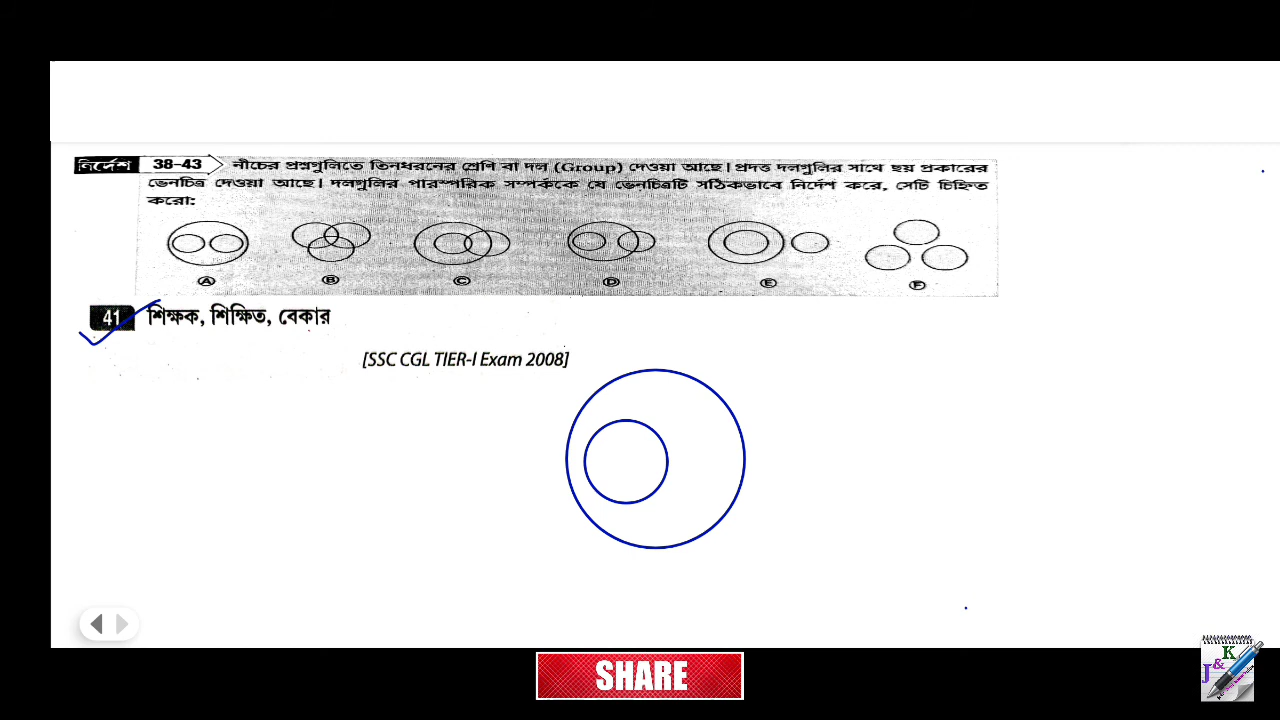 নির্দেশ 38-43 নীচের প্রশ্নগুলিতে তিনধরনের শ্রেণি বা দল (Group) দেওয়া আছে। প্রদত্ত দলগুলির সাথে ছয় প্রকারের
ভেনচিত্র দেওয়া আছে। দলগুলির পারস্পরিক সম্পর্ককে যে ভেনচিত্রটি সঠিকভাবে নির্দেশ করে, সেটি চিহ্নিত
করো:
A B C D E F
41 শিক্ষক, শিক্ষিত, বেকার
[SSC CGL TIER-I Exam 2008]
SHARE
J&K